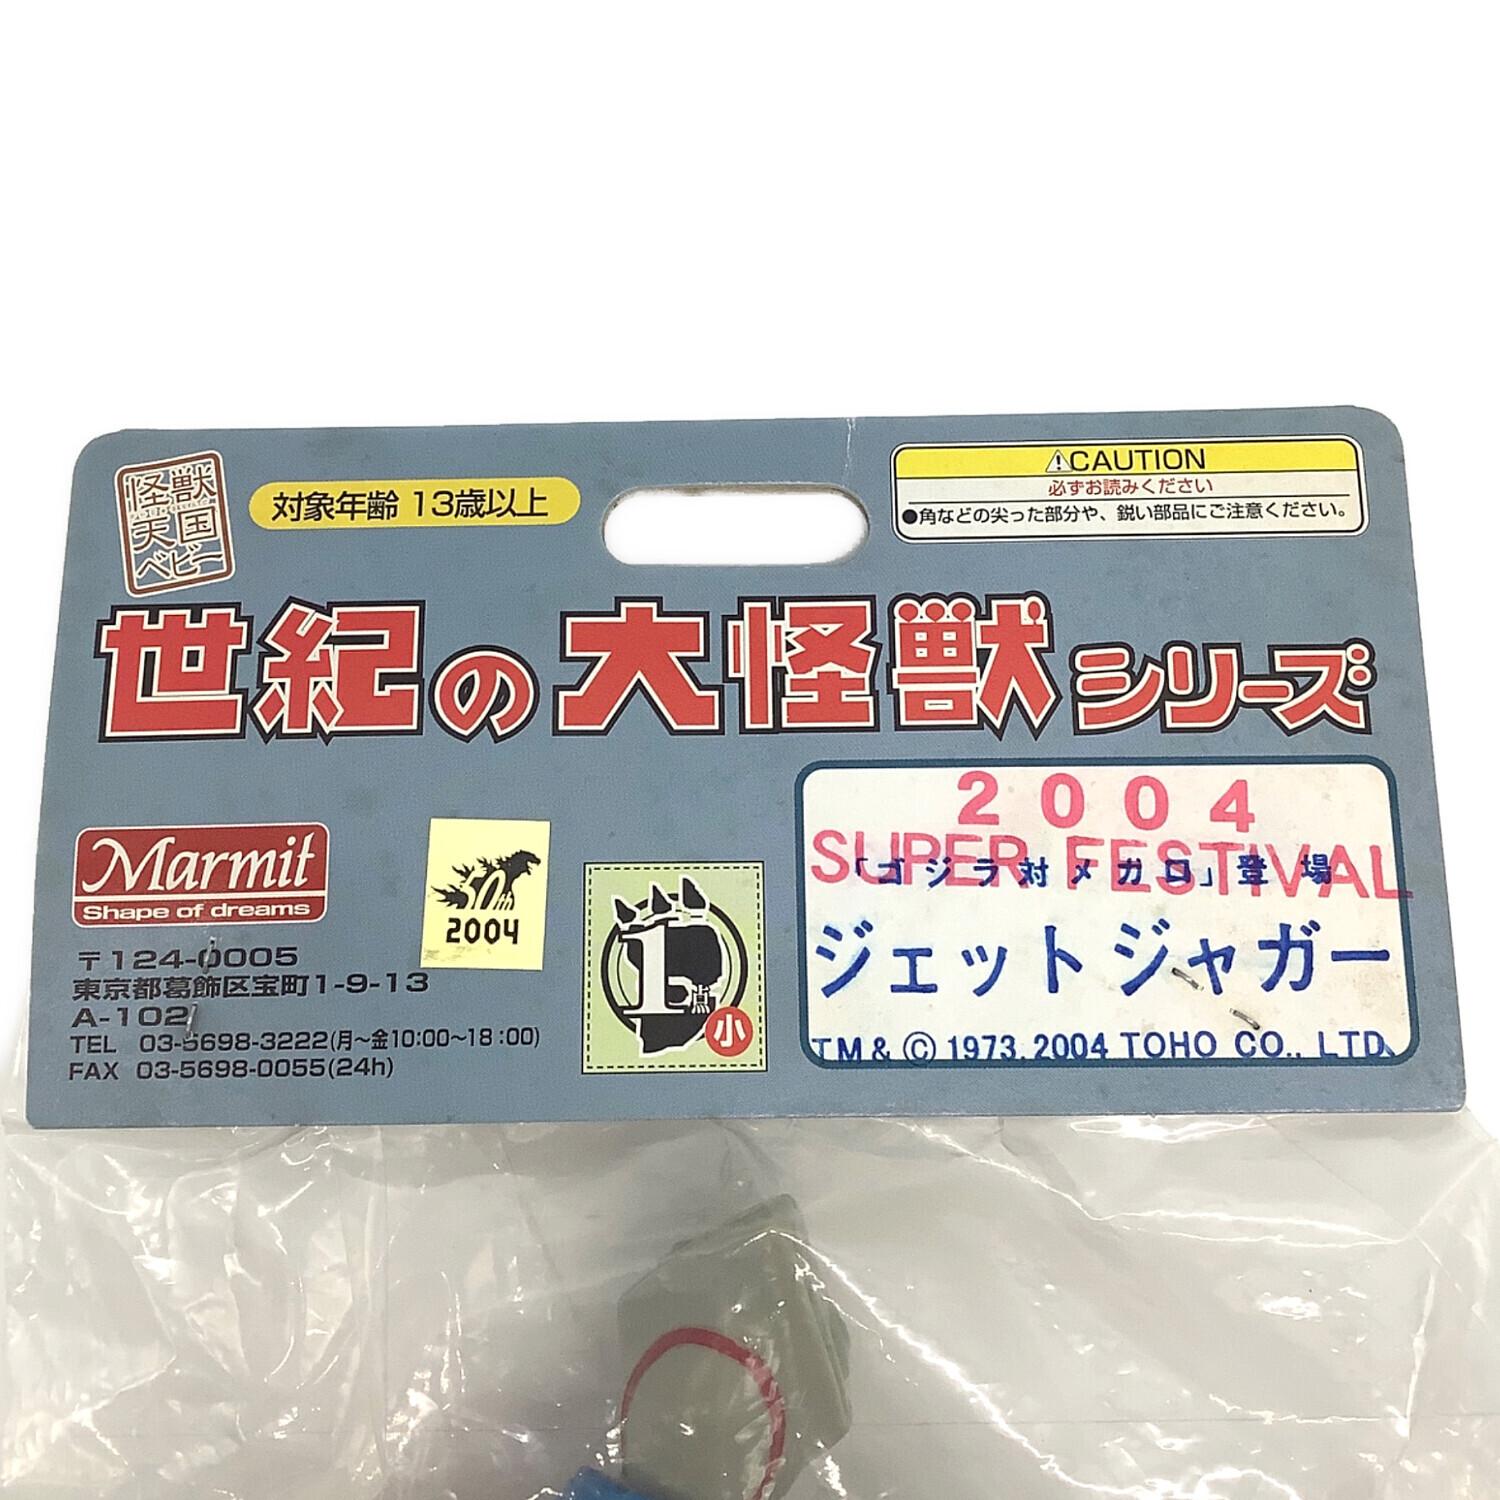 怪獣
天国
ベビー
対象年齢 13歳以上
⚠CAUTION
必ずお読みください
●角などの尖った部分や、鋭い部品にご注意ください。
世紀の大怪獣シリーズ
Marmit
Shape of dreams
〒124-0005
東京都葛飾区宝町1-9-13
A-102
TEL 03-5698-3222(月〜金10:00〜18:00)
FAX 03-5698-0055(24h)
50th
2004
1点
小
2004
SUPER FESTIVAL
「ゴジラ対メガロ」登場
ジェットジャガー
TM & © 1973,2004 TOHO CO., LTD.